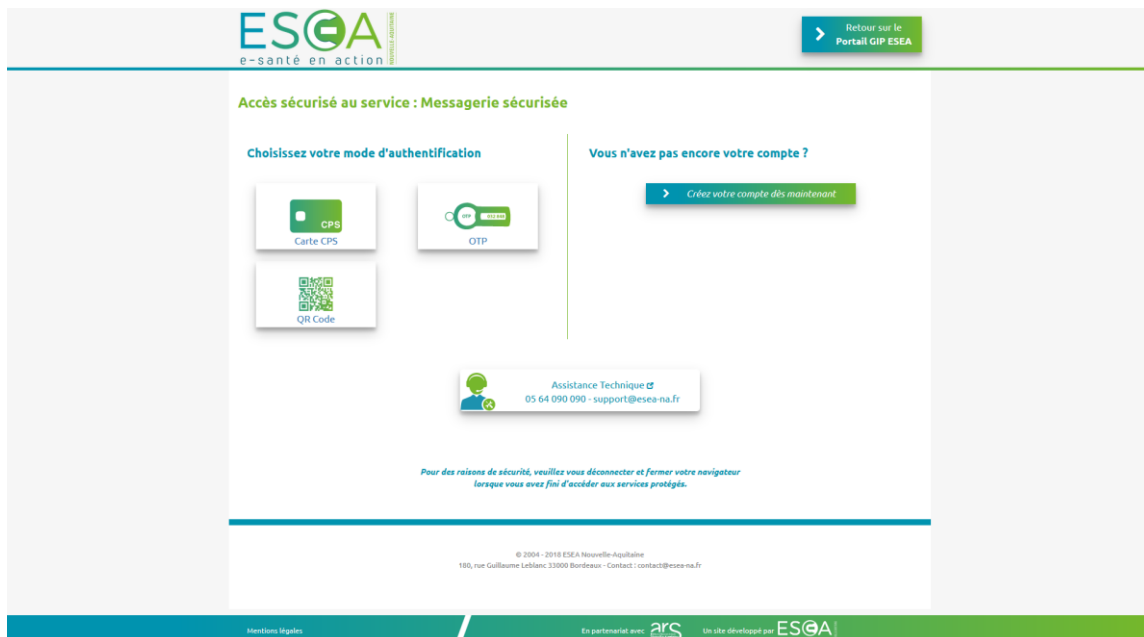 ESEA
NOUVELLE-AQUITAINE
e-santé en action
Retour sur le
Portail GIP ESEA
Accès sécurisé au service : Messagerie sécurisée
Choisissez votre mode d'authentification
Vous n'avez pas encore votre compte ?
Créez votre compte dès maintenant
CPS
Carte CPS
OTP
OTP
QR Code
Assistance Technique
05 64 090 090 - support@esea-na.fr
Pour des raisons de sécurité, veuillez vous déconnecter et fermer votre navigateur
lorsque vous avez fini d'accéder aux services protégés.
© 2004 - 2018 ESEA Nouvelle-Aquitaine
180, rue Guillaume Leblanc 33000 Bordeaux - Contact : contact@esea-na.fr
Mentions légales
En partenariat avec ars
Un site développé par ESEA